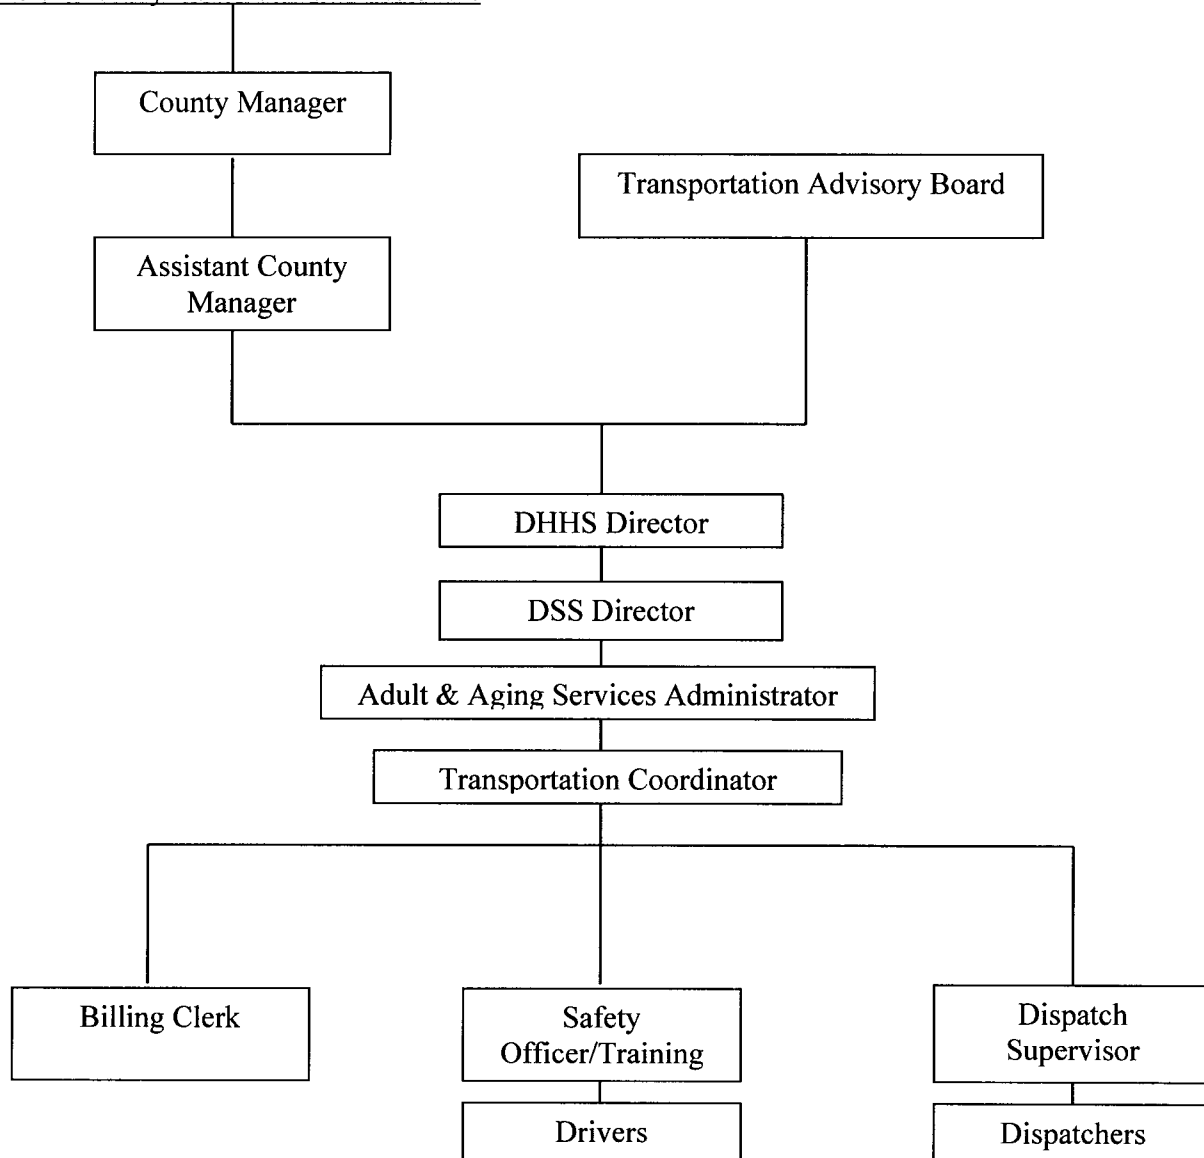 County Manager
Transportation Advisory Board
Assistant County
Manager
DHHS Director
DSS Director
Adult & Aging Services Administrator
Transportation Coordinator
Billing Clerk
Safety
Officer/Training
Dispatch
Supervisor
Drivers
Dispatchers